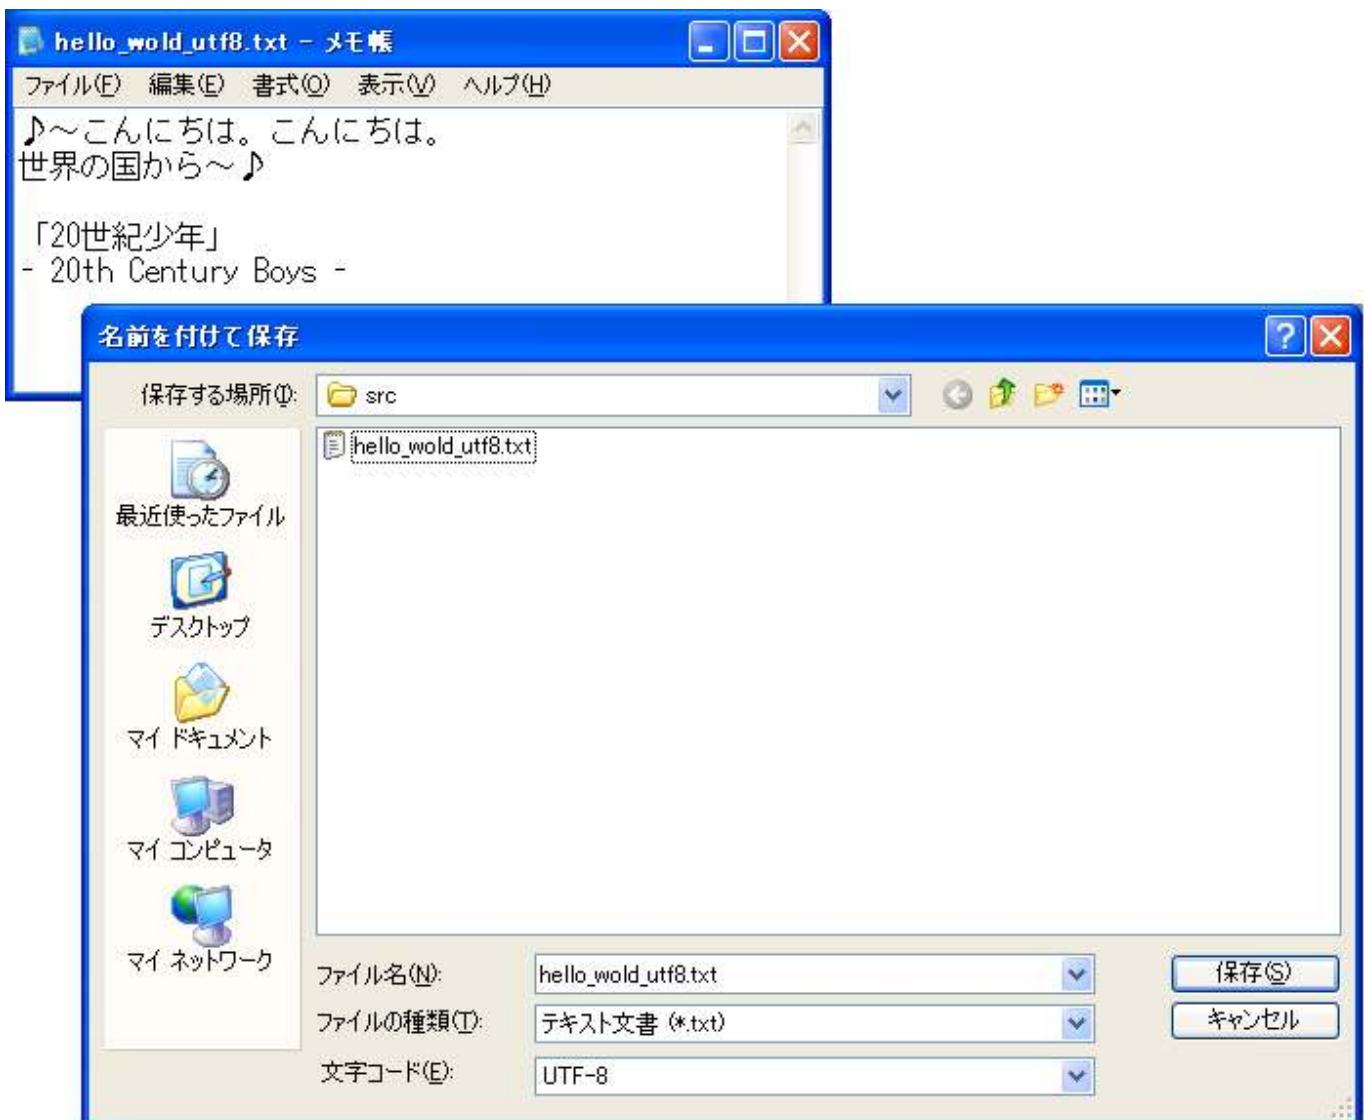 hello_wold_utf8.txt - メモ帳
ファイル(F) 編集(E) 書式(O) 表示(V) ヘルプ(H)
♪～こんにちは。こんにちは。
世界の国から～♪
「20世紀少年」
- 20th Century Boys -
名前を付けて保存
保存する場所(I): src
hello_wold_utf8.txt
最近使ったファイル
デスクトップ
マイ ドキュメント
マイ コンピュータ
マイ ネットワーク
ファイル名(N): hello_wold_utf8.txt 保存(S)
ファイルの種類(T): テキスト文書 (*.txt) キャンセル
文字コード(E): UTF-8